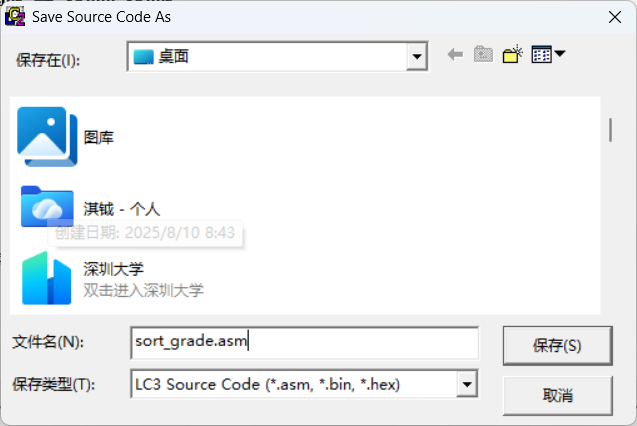 Save Source Code As
保存在(I):
桌面
图库
淇钺 - 个人
创建日期: 2025/8/10 8:43
深圳大学
双击进入深圳大学
文件名(N):
sort_grade.asm
保存(S)
保存类型(T):
LC3 Source Code (*.asm, *.bin, *.hex)
取消